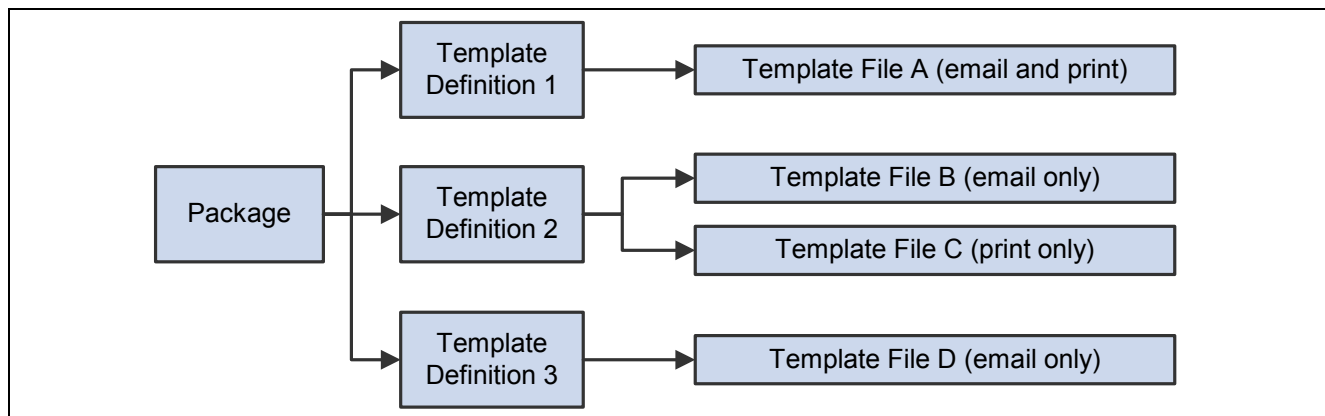 Template
Definition 1
Template File A (email and print)
Package
Template
Definition 2
Template File B (email only)
Template File C (print only)
Template
Definition 3
Template File D (email only)